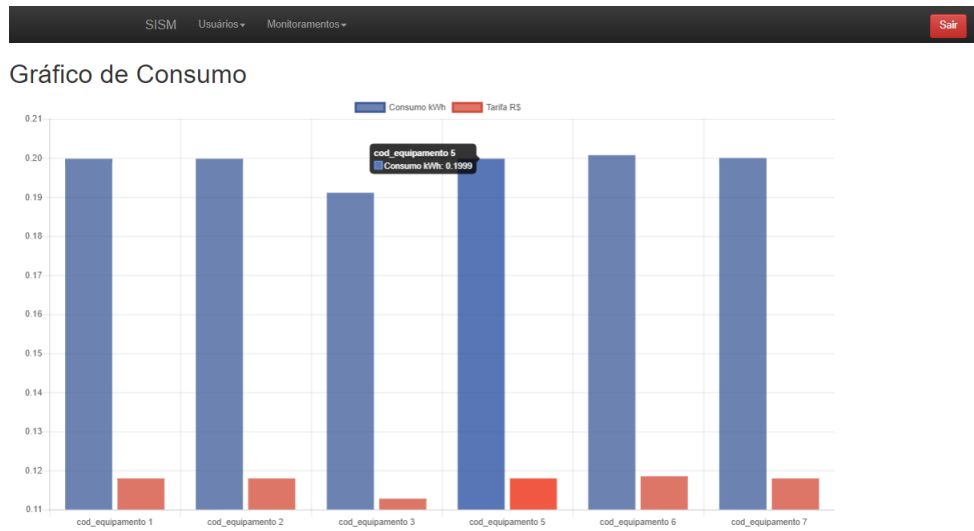 SISM Usuários Monitoramentos Sair
Gráfico de Consumo
Consumo kWh Tarifa R$
0.21
0.20
0.19
0.18
0.17
0.16
0.15
0.14
0.13
0.12
0.11
cod_equipamento 5
Consumo kWh: 0.1999
cod_equipamento 1 cod_equipamento 2 cod_equipamento 3 cod_equipamento 5 cod_equipamento 6 cod_equipamento 7